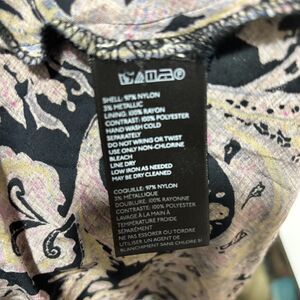 SHELL: 97% NYLON
3% METALLIC
LINING: 100% RAYON
CONTRAST: 100% POLYESTER
HAND WASH COLD
SEPARATELY
DO NOT WRING OR TWIST
USE ONLY NON-CHLORINE
BLEACH
LINE DRY
LOW IRON AS NEEDED
MAY BE DRY CLEANED
COQUILLE: 97% NYLON
3% MÉTALLIQUE
DOUBLURE: 100% RAYONNE
CONTRASTE: 100% POLYESTER
LAVAGE À LA MAIN À
TEMPÉRATURE FROIDE
SÉPARÉMENT
NE PAS ESSORER OU TORDRE
UTILISER UN AGENT DE
BLANCHIMENT SANS CHLORE SI